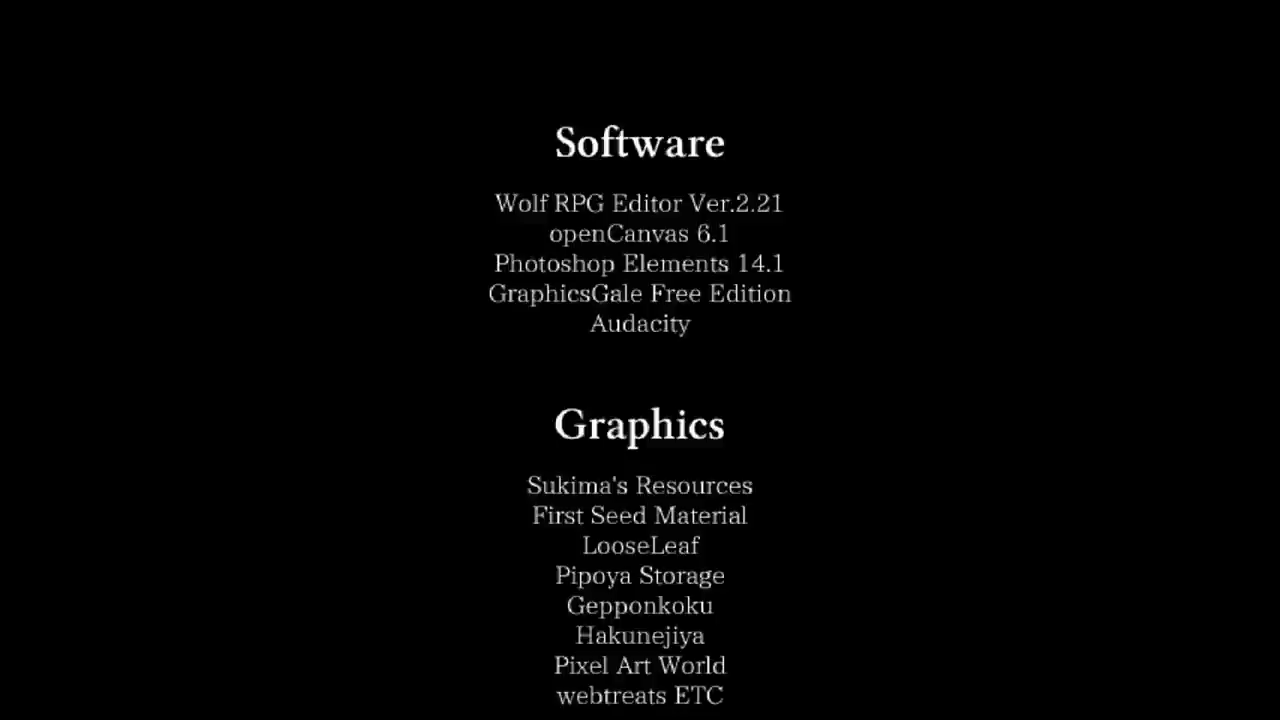 Software
Wolf RPG Editor Ver.2.21
openCanvas 6.1
Photoshop Elements 14.1
GraphicsGale Free Edition
Audacity
Graphics
Sukima's Resources
First Seed Material
LooseLeaf
Pipoya Storage
Gepponkoku
Hakunejiya
Pixel Art World
webtreats ETC